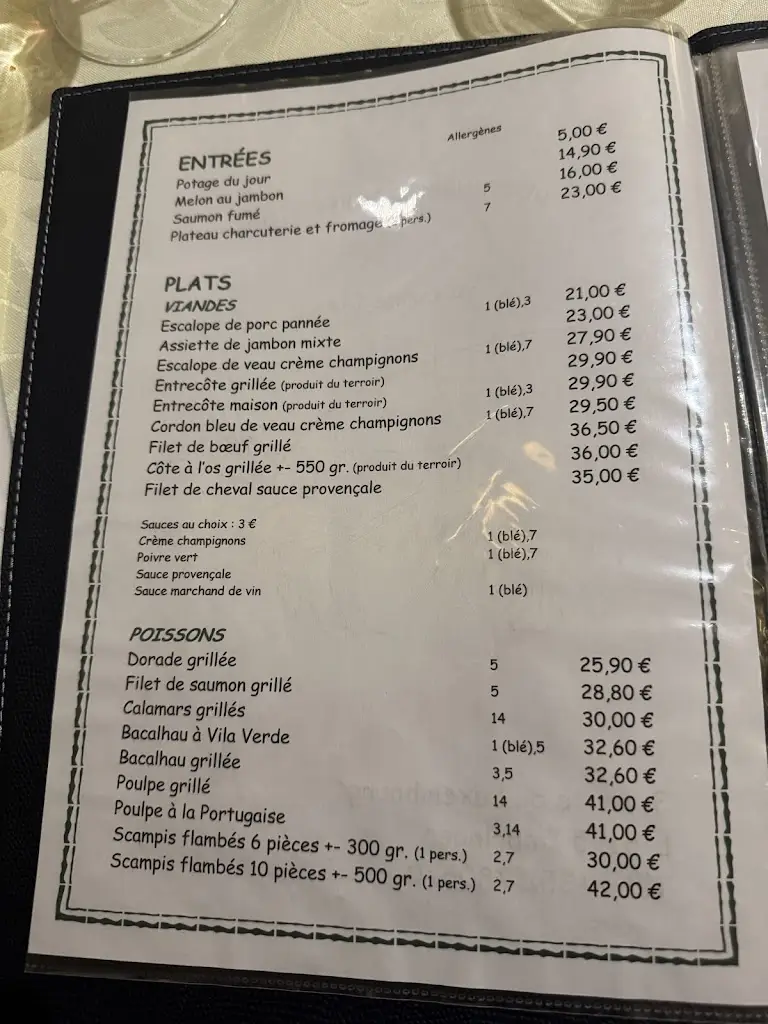 Allergènes
ENTRÉES
Potage du jour 5,00 €
Melon au jambon 14,90 €
Saumon fumé 5 16,00 €
Plateau charcuterie et fromage pers.) 7 23,00 €
PLATS
VIANDES
Escalope de porc pannée 1 (blé),3 21,00 €
Assiette de jambon mixte 23,00 €
Escalope de veau crème champignons 1 (blé),7 27,90 €
Entrecôte grillée (produit du terroir) 29,90 €
Entrecôte maison (produit du terroir) 1 (blé),3 29,90 €
Cordon bleu de veau crème champignons 1 (blé),7 29,50 €
Filet de bœuf grillé 36,50 €
Côte à l'os grillée +- 550 gr. (produit du terroir) 36,00 €
Filet de cheval sauce provençale 35,00 €
Sauces au choix : 3 €
Crème champignons 1 (blé),7
Poivre vert 1 (blé),7
Sauce provençale
Sauce marchand de vin 1 (blé)
POISSONS
Dorade grillée 5 25,90 €
Filet de saumon grillé 5 28,80 €
Calamars grillés 14 30,00 €
Bacalhau à Vila Verde 1 (blé),5 32,60 €
Bacalhau grillée 3,5 32,60 €
Poulpe grillé 14 41,00 €
Poulpe à la Portugaise 3,14 41,00 €
Scampis flambés 6 pièces +- 300 gr. (1 pers.) 2,7 30,00 €
Scampis flambés 10 pièces +- 500 gr. (1 pers.) 2,7 42,00 €